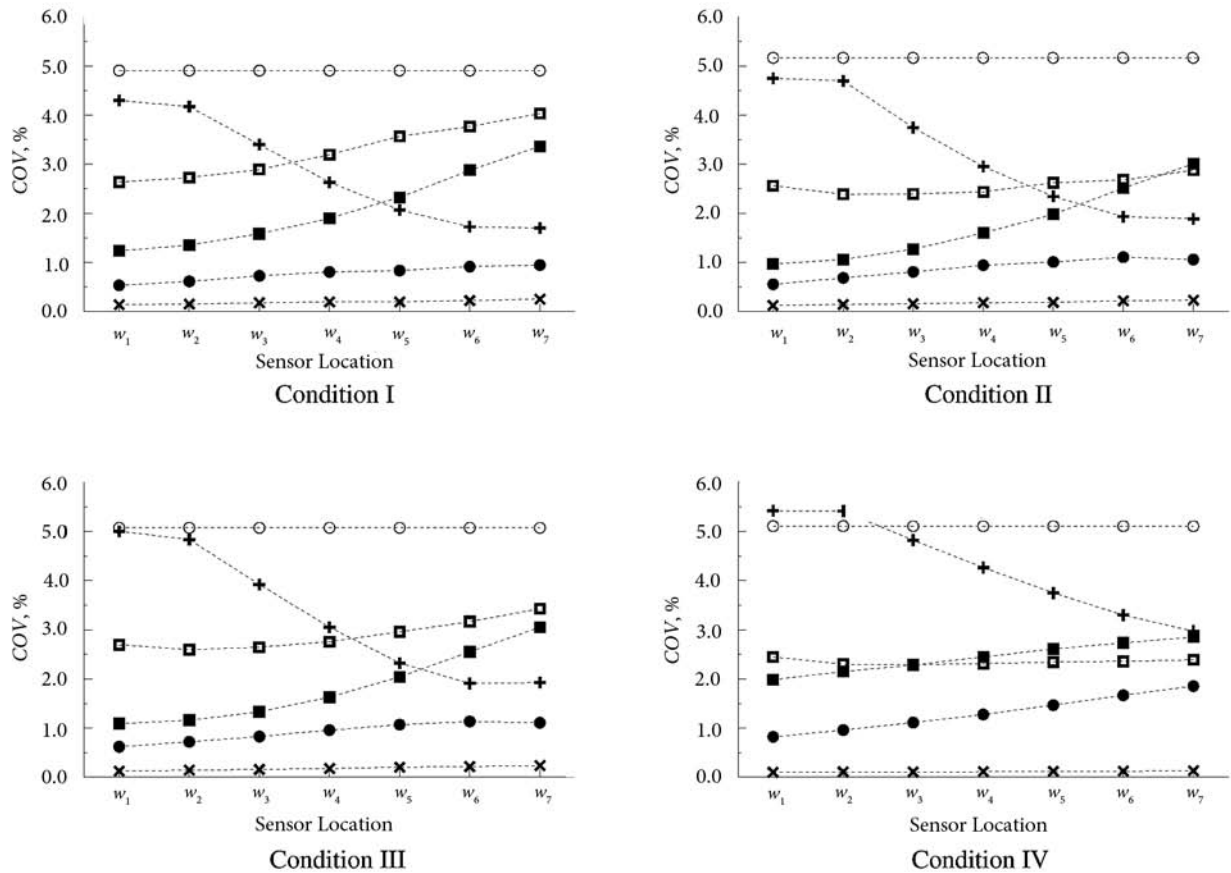 6.0
5.0
4.0
3.0
2.0
1.0
0.0
COV, %
w₁ w₂ w₃ w₄ w₅ w₆ w₇
Sensor Location
Condition I
6.0
5.0
4.0
3.0
2.0
1.0
0.0
COV, %
w₁ w₂ w₃ w₄ w₅ w₆ w₇
Sensor Location
Condition II
6.0
5.0
4.0
3.0
2.0
1.0
0.0
COV, %
w₁ w₂ w₃ w₄ w₅ w₆ w₇
Sensor Location
Condition III
6.0
5.0
4.0
3.0
2.0
1.0
0.0
COV, %
w₁ w₂ w₃ w₄ w₅ w₆ w₇
Sensor Location
Condition IV